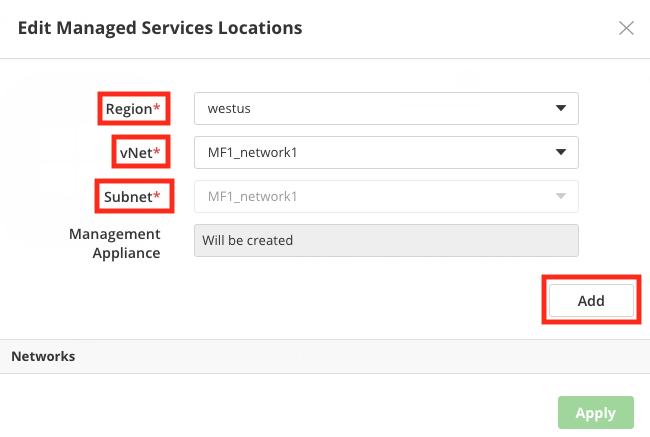 Edit Managed Services Locations
Region* westus
vNet* MF1_network1
Subnet* MF1_network1
Management
Appliance
Will be created
Add
Networks
Apply